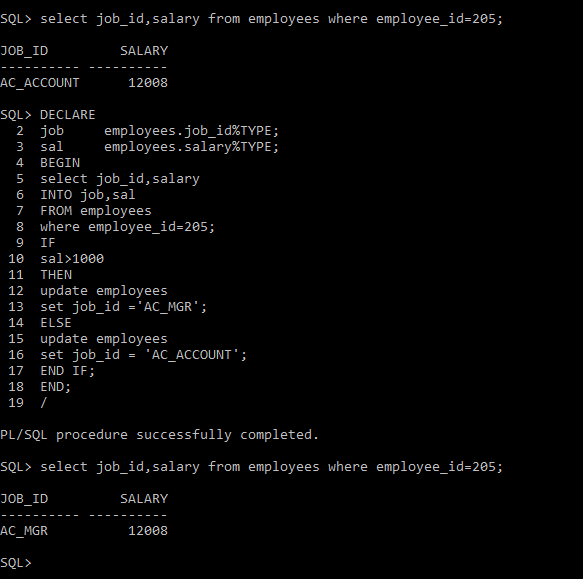 SQL> select job_id,salary from employees where employee_id=205;
JOB_ID         SALARY
---------- ----------
AC_ACCOUNT      12008
SQL> DECLARE
  2  job     employees.job_id%TYPE;
  3  sal     employees.salary%TYPE;
  4  BEGIN
  5  select job_id,salary
  6  INTO job,sal
  7  FROM employees
  8  where employee_id=205;
  9  IF
 10  sal>1000
 11  THEN
 12  update employees
 13  set job_id ='AC_MGR';
 14  ELSE
 15  update employees
 16  set job_id = 'AC_ACCOUNT';
 17  END IF;
 18  END;
 19  /
PL/SQL procedure successfully completed.
SQL> select job_id,salary from employees where employee_id=205;
JOB_ID         SALARY
---------- ----------
AC_MGR          12008
SQL>